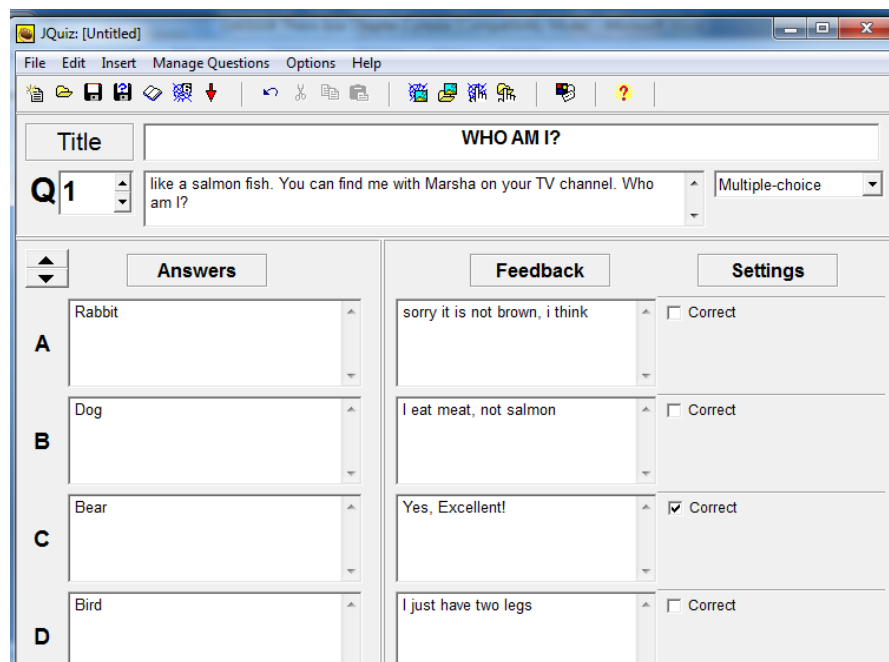 JQuiz: [Untitled]
File Edit Insert Manage Questions Options Help
?
Title
WHO AM I?
Q 1
like a salmon fish. You can find me with Marsha on your TV channel. Who
am I?
Multiple-choice
Answers
Feedback
Settings
A
Rabbit
sorry it is not brown, i think
Correct
B
Dog
I eat meat, not salmon
Correct
C
Bear
Yes, Excellent!
Correct
D
Bird
I just have two legs
Correct